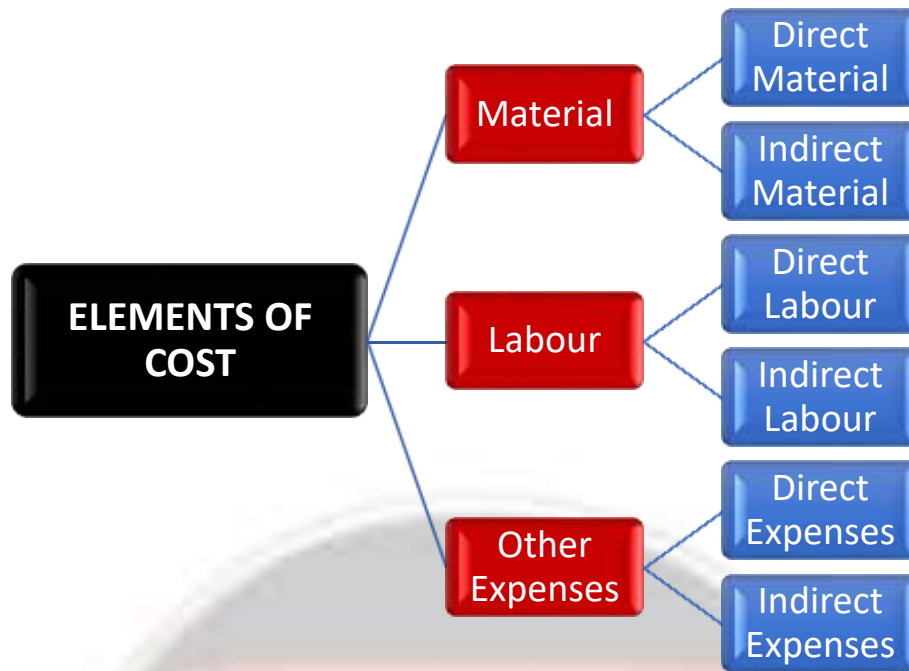 ELEMENTS OF
COST
Material
Direct
Material
Indirect
Material
Labour
Direct
Labour
Indirect
Labour
Other
Expenses
Direct
Expenses
Indirect
Expenses